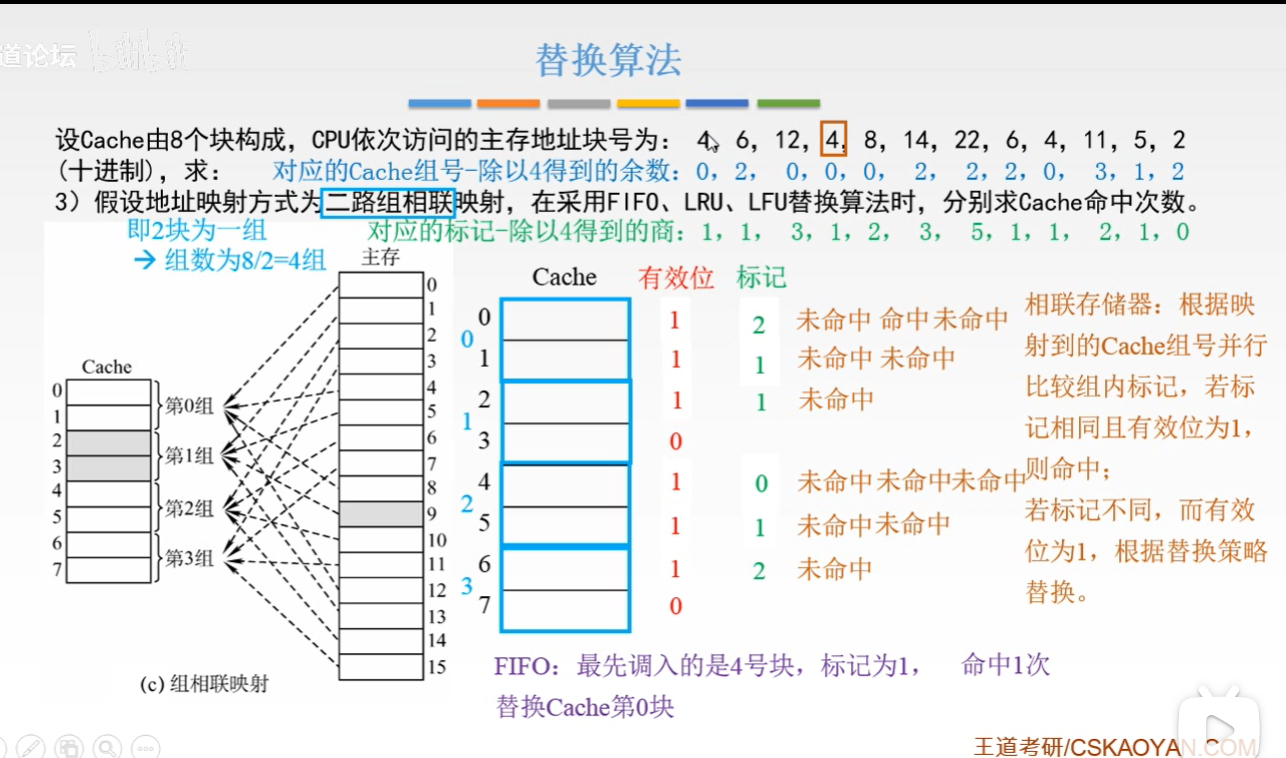 道论坛
替换算法
设Cache由8个块构成，CPU依次访问的主存地址块号为： 4, 6, 12, 4, 8, 14, 22, 6, 4, 11, 5, 2
(十进制)，求： 对应的Cache组号-除以4得到的余数：0, 2, 0, 0, 0, 2, 2, 2, 0, 3, 1, 2
3）假设地址映射方式为二路组相联映射，在采用FIFO、LRU、LFU替换算法时，分别求Cache命中次数。
即2块为一组
对应的标记-除以4得到的商：1, 1, 3, 1, 2, 3, 5, 1, 1, 2, 1, 0
→ 组数为8/2=4组
主存
0
1
2
3
4
5
6
7
8
9
10
11
12
13
14
15
Cache
0
1
2
3
4
5
6
7
第0组
第1组
第2组
第3组
(c) 组相联映射
Cache 有效位 标记
0 1 2 未命中 命中 未命中
0
1 1 1 未命中 未命中
2 1 1 未命中
1
3 0
4 1 0 未命中 未命中 未命中
2
5 1 1 未命中 未命中
6 1 2 未命中
3
7 0
相联存储器：根据映
射到的Cache组号并行
比较组内标记，若标
记相同且有效位为1，
则命中；
若标记不同，而有效
位为1，根据替换策略
替换。
FIFO：最先调入的是4号块，标记为1， 命中1次
替换Cache第0块
王道考研/CSKAOYAN.COM